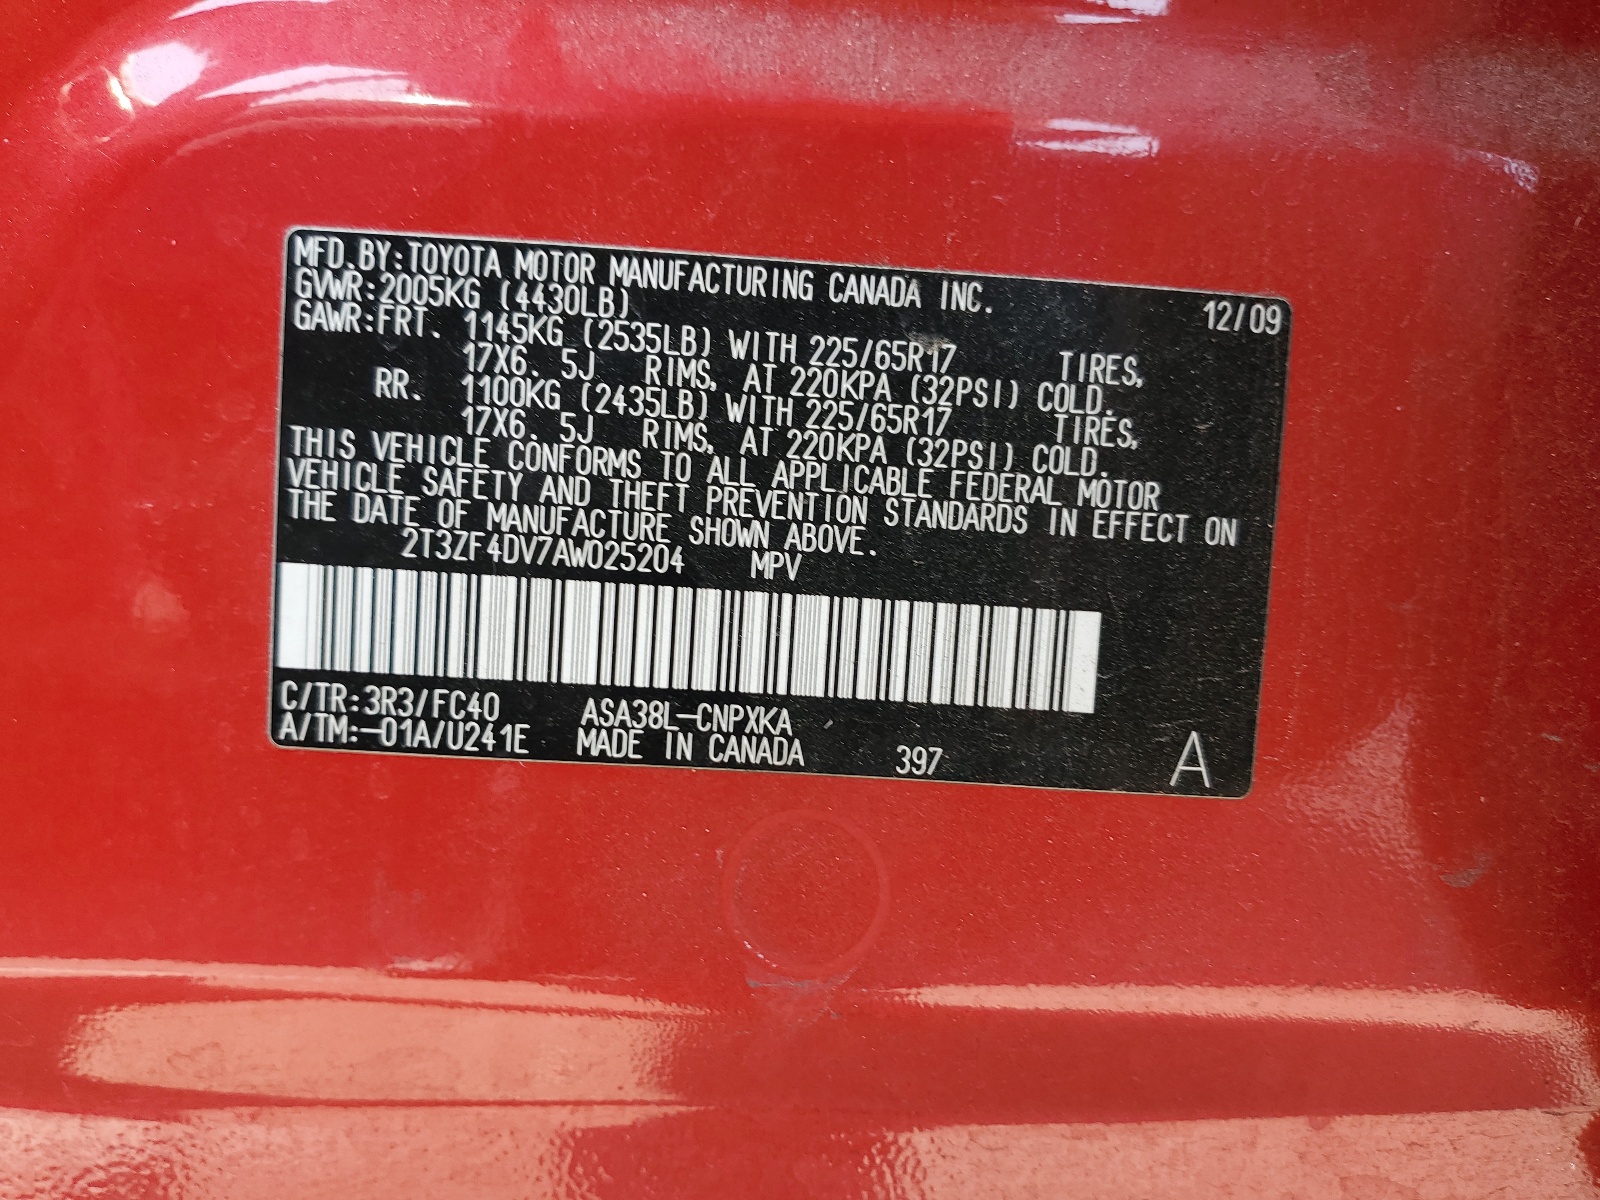 MFD. BY: TOYOTA MOTOR MANUFACTURING CANADA INC. 12/09
GVWR: 2005KG (4430LB)
GAWR: FRT. 1145KG (2535LB) WITH 225/65R17 TIRES,
17X6. 5J RIMS, AT 220KPA (32PSI) COLD.
RR. 1100KG (2435LB) WITH 225/65R17 TIRES,
17X6. 5J RIMS, AT 220KPA (32PSI) COLD.
THIS VEHICLE CONFORMS TO ALL APPLICABLE FEDERAL MOTOR
VEHICLE SAFETY AND THEFT PREVENTION STANDARDS IN EFFECT ON
THE DATE OF MANUFACTURE SHOWN ABOVE.
2T3ZF4DV7AW025204 MPV
C/TR: 3R3/FC40 ASA38L-CNPXKA
A/TM: -01A/U241E MADE IN CANADA 397 A